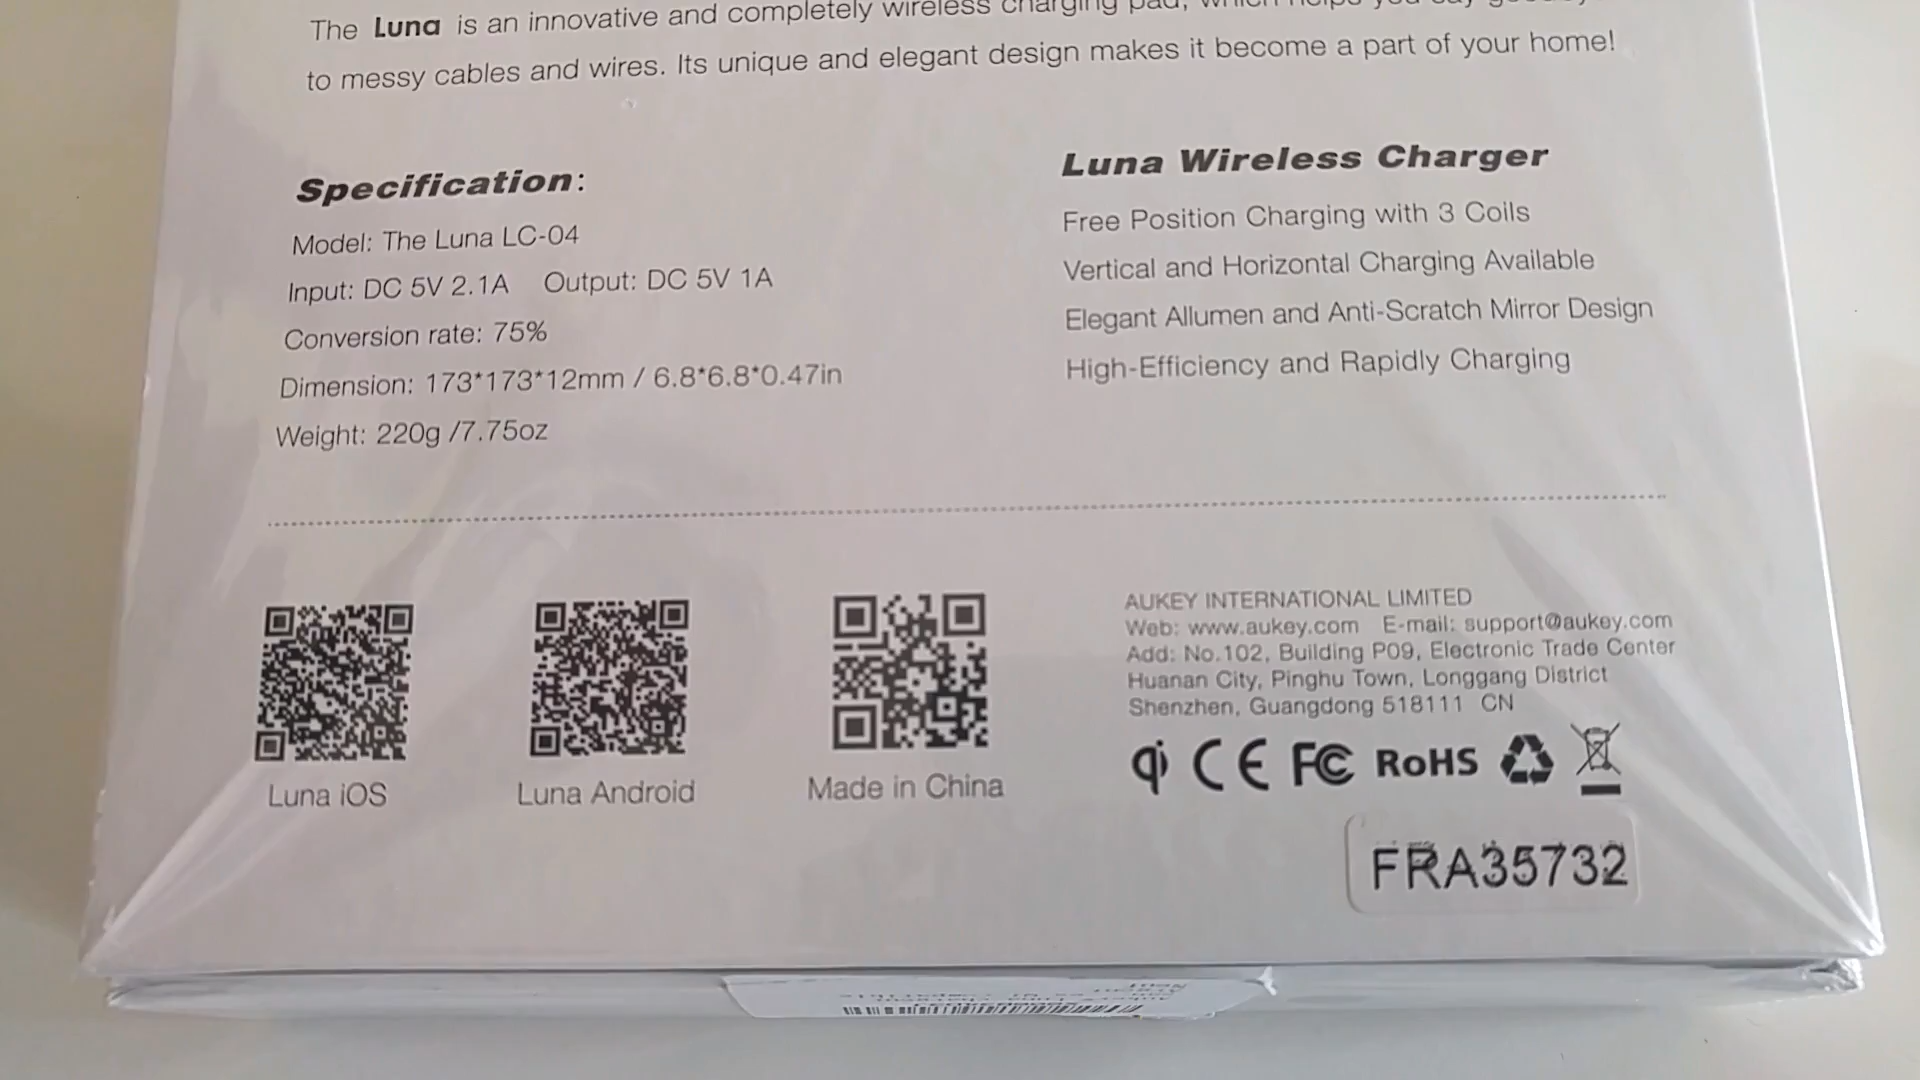 The Luna is an innovative and completely wireless charging pad, which helps you say
to messy cables and wires. Its unique and elegant design makes it become a part of your home!
Specification:
Model: The Luna LC-04
Input: DC 5V 2.1A Output: DC 5V 1A
Conversion rate: 75%
Dimension: 173*173*12mm / 6.8*6.8*0.47in
Weight: 220g /7.75oz
Luna Wireless Charger
Free Position Charging with 3 Coils
Vertical and Horizontal Charging Available
Elegant Allumen and Anti-Scratch Mirror Design
High-Efficiency and Rapidly Charging
Luna iOS
Luna Android
Made in China
AUKEY INTERNATIONAL LIMITED
Web: www.aukey.com E-mail: support@aukey.com
Add: No.102, Building P09, Electronic Trade Center
Huanan City, Pinghu Town, Longgang District
Shenzhen, Guangdong 518111 CN
qi CE FC RoHS
FRA35732